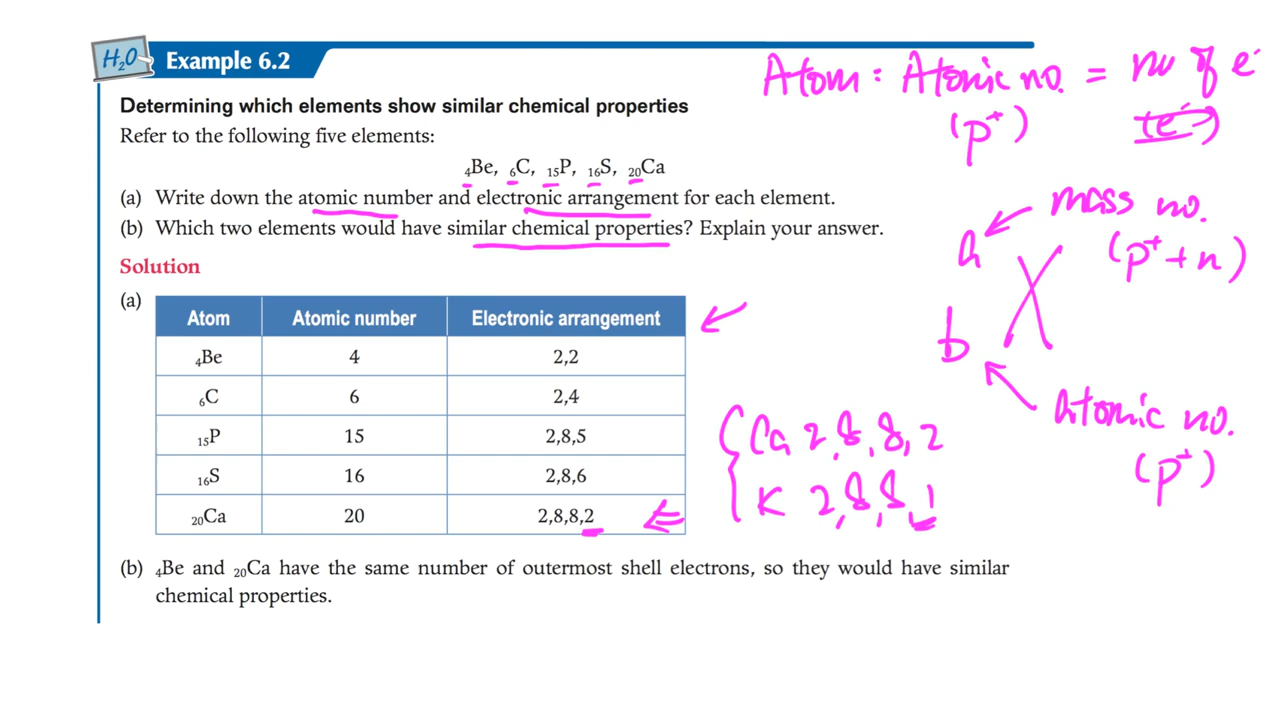 H₂O Example 6.2
Determining which elements show similar chemical properties
Refer to the following five elements:
₄Be, ₆C, ₁₅P, ₁₆S, ₂₀Ca
(a) Write down the atomic number and electronic arrangement for each element.
(b) Which two elements would have similar chemical properties? Explain your answer.
Solution
(a)
Atom Atomic number Electronic arrangement
₄Be 4 2,2
₆C 6 2,4
₁₅P 15 2,8,5
₁₆S 16 2,8,6
₂₀Ca 20 2,8,8,2
(b) ₄Be and ₂₀Ca have the same number of outermost shell electrons, so they would have similar
chemical properties.
Atom : Atomic no. = no of e⁻
(p⁺)
mass no.
a (p⁺ + n)
X
b
Atomic no.
(p⁺)
Ca 2,8,8,2
K 2,8,8,1